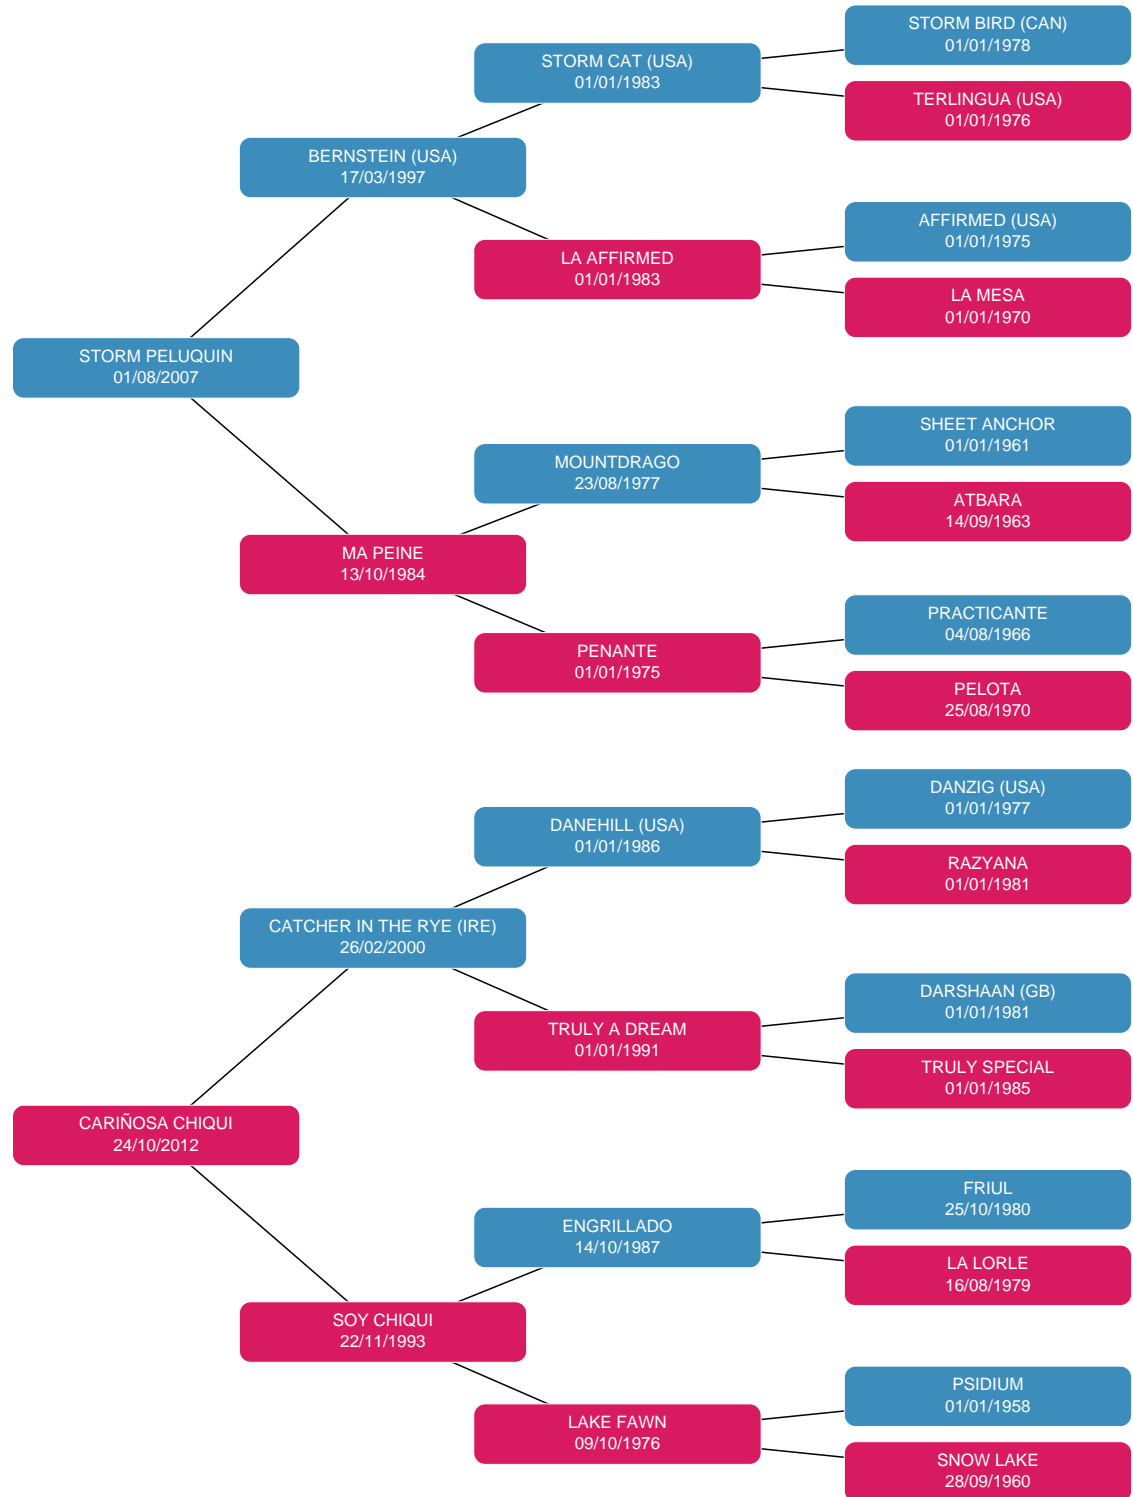 STORM BIRD (CAN)
01/01/1978
STORM CAT (USA)
01/01/1983
TERLINGUA (USA)
01/01/1976
BERNSTEIN (USA)
17/03/1997
AFFIRMED (USA)
01/01/1975
LA AFFIRMED
01/01/1983
LA MESA
01/01/1970
STORM PELUQUIN
01/08/2007
SHEET ANCHOR
01/01/1961
MOUNTDRAGO
23/08/1977
ATBARA
14/09/1963
MA PEINE
13/10/1984
PRACTICANTE
04/08/1966
PENANTE
01/01/1975
PELOTA
25/08/1970
DANZIG (USA)
01/01/1977
DANEHILL (USA)
01/01/1986
RAZYANA
01/01/1981
CATCHER IN THE RYE (IRE)
26/02/2000
DARSHAAN (GB)
01/01/1981
TRULY A DREAM
01/01/1991
TRULY SPECIAL
01/01/1985
CARIÑOSA CHIQUI
24/10/2012
FRIUL
25/10/1980
ENGRILLADO
14/10/1987
LA LORLE
16/08/1979
SOY CHIQUI
22/11/1993
PSIDIUM
01/01/1958
LAKE FAWN
09/10/1976
SNOW LAKE
28/09/1960